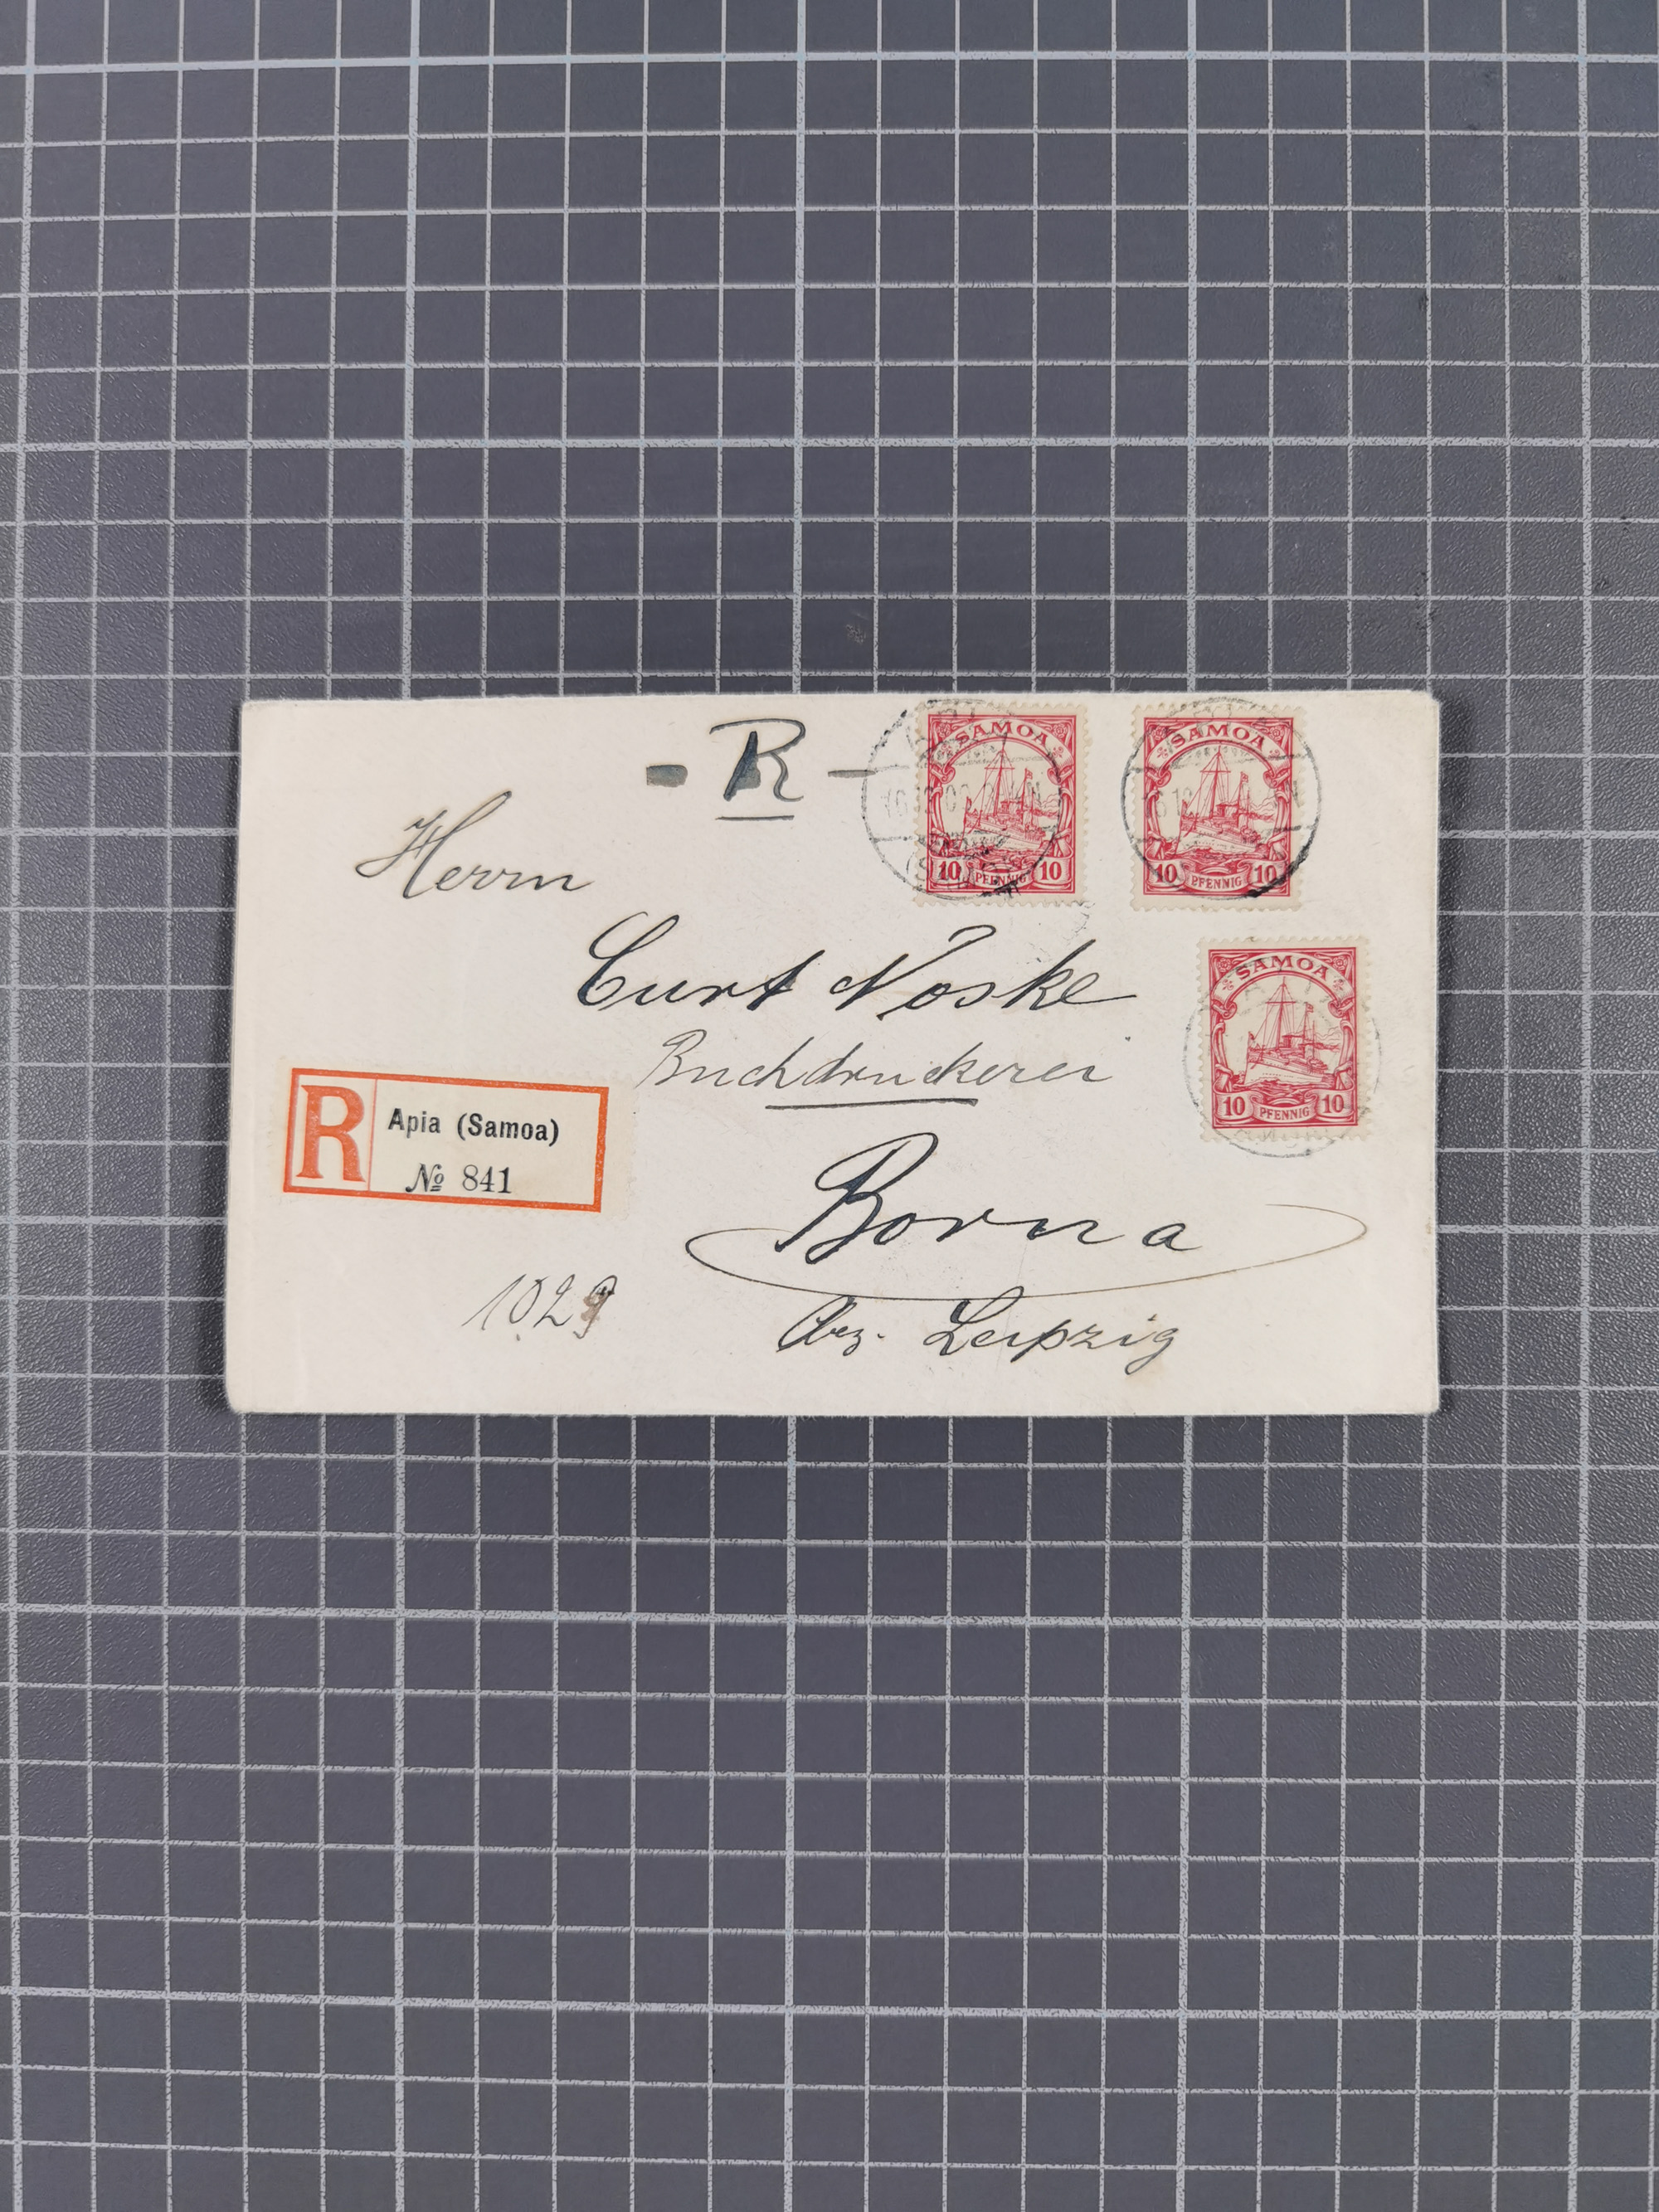 - R -
SAMOA
10 PFENNIG 10
SAMOA
10 PFENNIG 10
Herrn
Curt Noske
SAMOA
10 PFENNIG 10
Buchdruckerei
R Apia (Samoa)
№ 841
Borna
Bez. Leipzig
1029